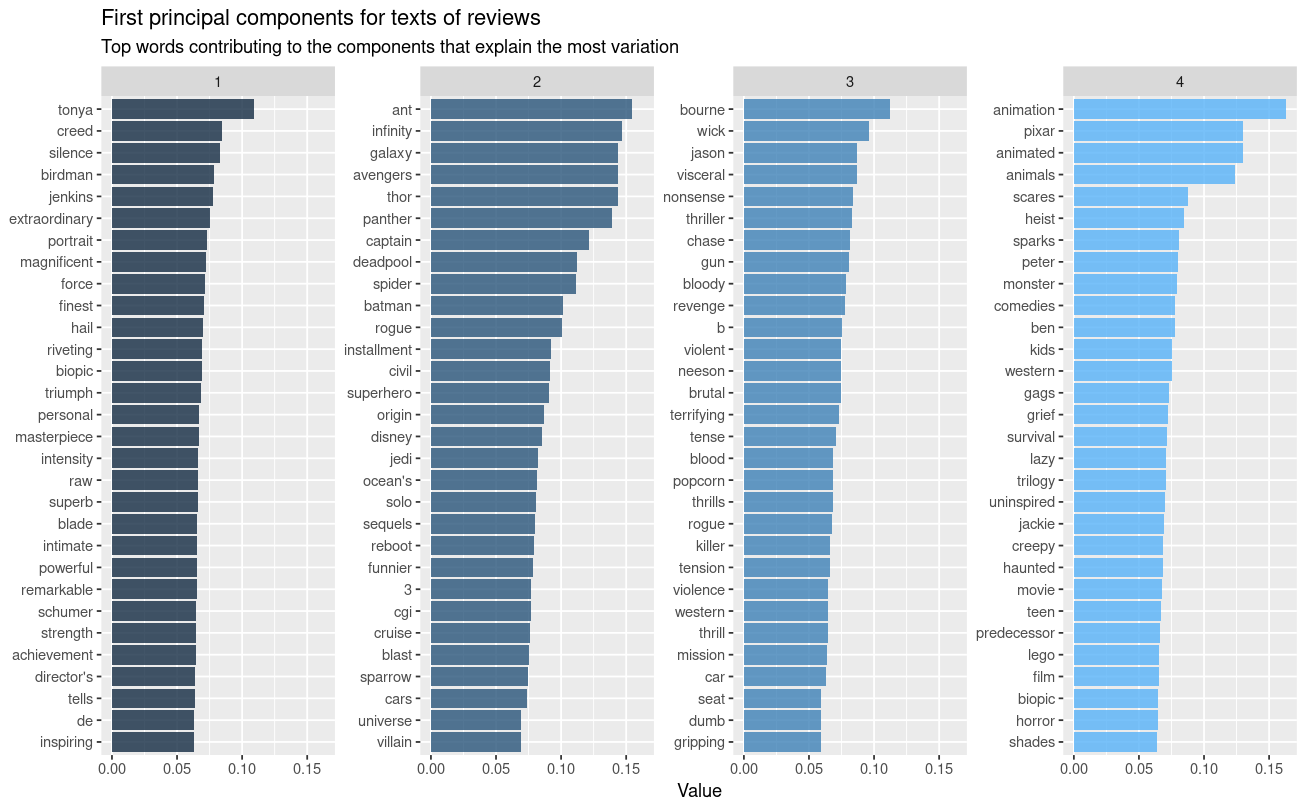 First principal components for texts of reviews
Top words contributing to the components that explain the most variation
1
tonya
creed
silence
birdman
jenkins
extraordinary
portrait
magnificent
force
finest
hail
riveting
biopic
triumph
personal
masterpiece
intensity
raw
superb
blade
intimate
powerful
remarkable
schumer
strength
achievement
director's
tells
de
inspiring
0.00 0.05 0.10 0.15
2
ant
infinity
galaxy
avengers
thor
panther
captain
deadpool
spider
batman
rogue
installment
civil
superhero
origin
disney
jedi
ocean's
solo
sequels
reboot
funnier
3
cgi
cruise
blast
sparrow
cars
universe
villain
0.00 0.05 0.10 0.15
3
bourne
wick
jason
visceral
nonsense
thriller
chase
gun
bloody
revenge
b
violent
neeson
brutal
terrifying
tense
blood
popcorn
thrills
rogue
killer
tension
violence
western
thrill
mission
car
seat
dumb
gripping
0.00 0.05 0.10 0.15
4
animation
pixar
animated
animals
scares
heist
sparks
peter
monster
comedies
ben
kids
western
gags
grief
survival
lazy
trilogy
uninspired
jackie
creepy
haunted
movie
teen
predecessor
lego
film
biopic
horror
shades
0.00 0.05 0.10 0.15
Value